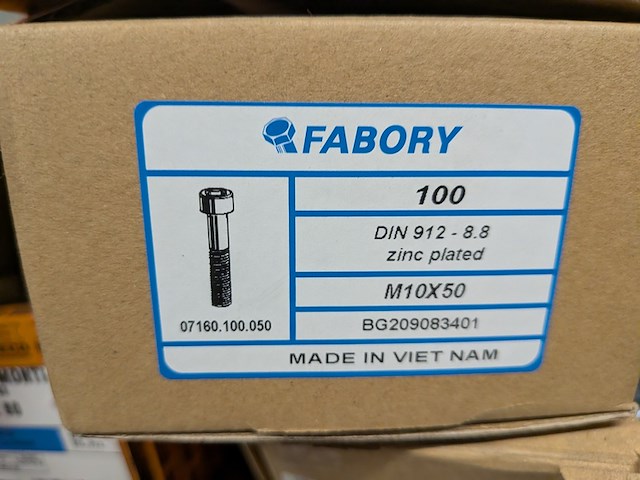 FABORY
100
DIN 912 - 8.8
zinc plated
M10X50
07160.100.050
BG209083401
MADE IN VIET NAM